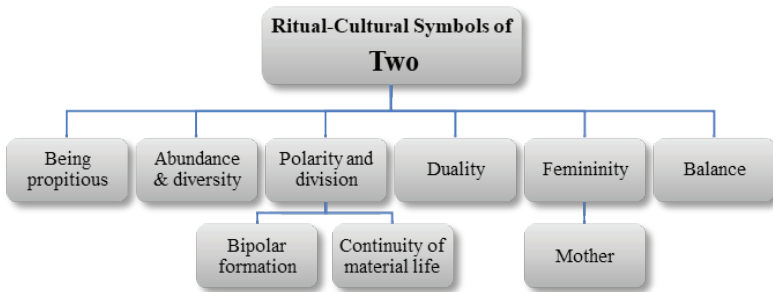 Ritual-Cultural Symbols of
Two
Being
propitious
Abundance
& diversity
Polarity and
division
Duality
Femininity
Balance
Bipolar
formation
Continuity of
material life
Mother